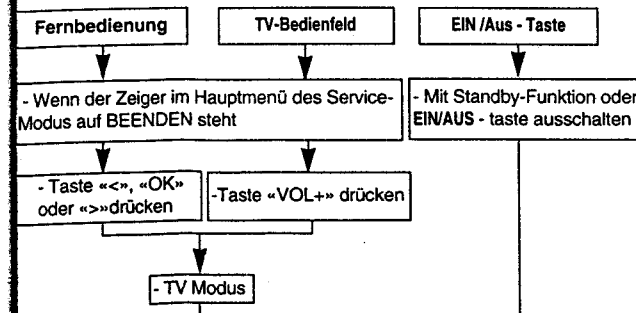 Fernbedienung
TV-Bedienfeld
EIN /Aus - Taste
- Wenn der Zeiger im Hauptmenü des Service-
Modus auf BEENDEN steht
- Mit Standby-Funktion oder
EIN/AUS - taste ausschalten
- Taste «<», «OK»
oder «>»drücken
-Taste «VOL+» drücken
- TV Modus